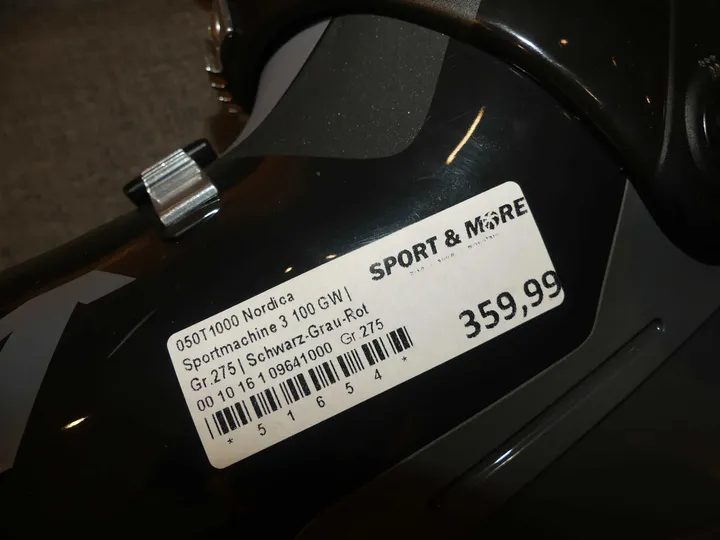 SPORT & MORE
050T1000 Nordica
Sportmachine 3 100 GW |
Gr.275 | Schwarz-Grau-Rot
00 10 16 1 09641000 Gr.275
359,99
* 5 1 6 5 4 *